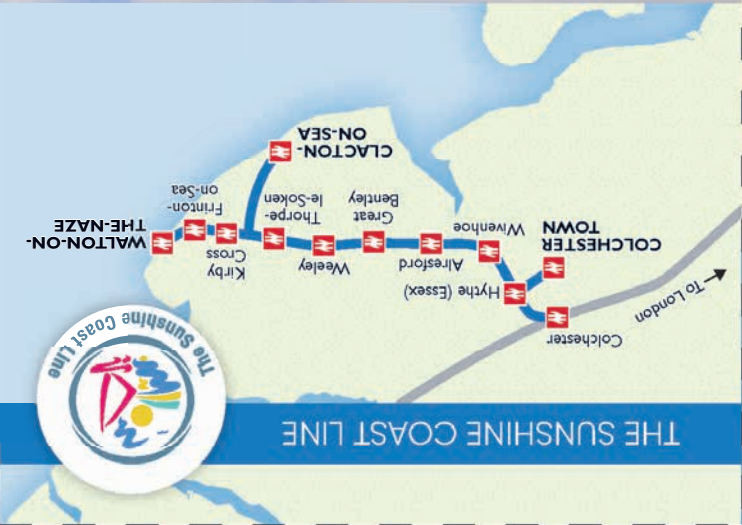 THE SUNSHINE COAST LINE
The Sunshine Coast Line
Colchester
To London
Hythe (Essex)
COLCHESTER
TOWN
Wivenhoe
Alresford
Great
Bentley
Weeley
Thorpe-
le-Soken
Kirby
Cross
Frinton-
on-Sea
WALTON-ON-
THE-NAZE
CLACTON-
ON-SEA